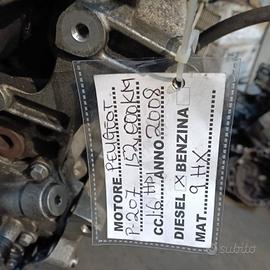 MOTORE PEUGEOT
P-207 152,000KM
CC 1.6 HDI ANNO 2008
DIESEL X BENZINA
MAT. 9HX
subito